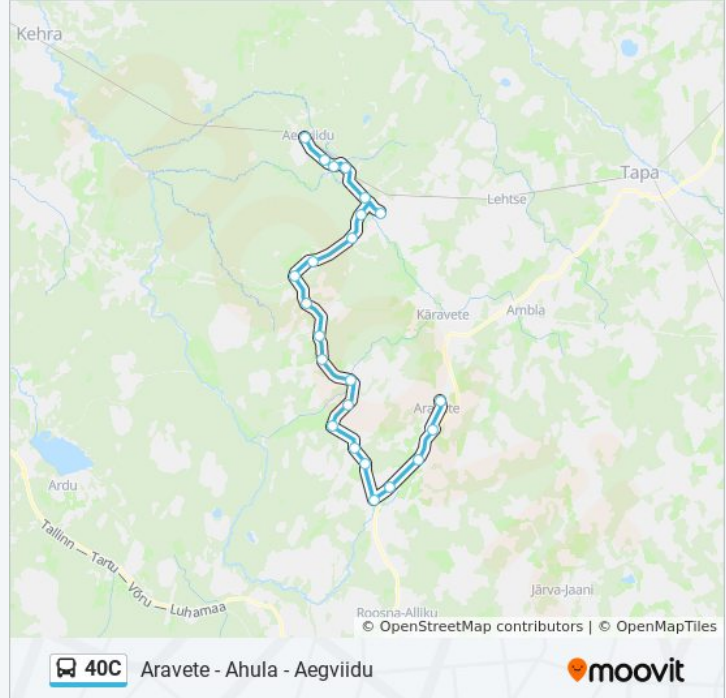 Kehra
Aegviidu
Tapa
Lehtse
Käravete
Ambla
Aravete
Ardu
Tallinn — Tartu — Võru — Luhamaa
Järva-Jaani
Roosna-Alliku
© OpenStreetMap contributors | © OpenMapTiles
40C Aravete - Ahula - Aegviidu
moovit